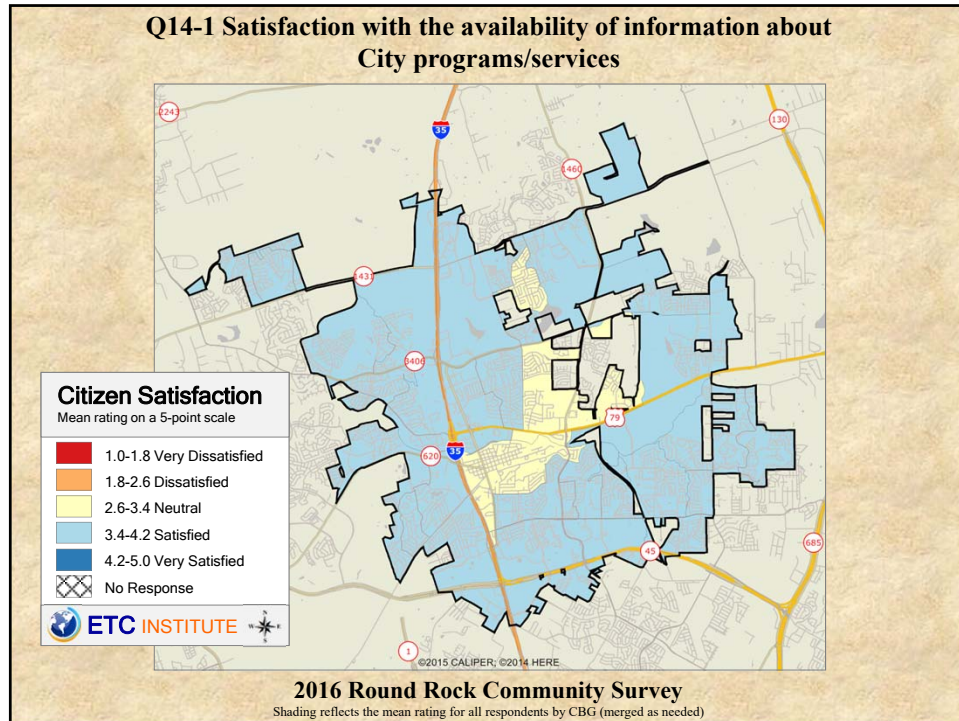 Q14-1 Satisfaction with the availability of information about
City programs/services
2243
35
130
1460
1431
3406
79
620
35
45
685
1
Citizen Satisfaction
Mean rating on a 5-point scale
1.0-1.8 Very Dissatisfied
1.8-2.6 Dissatisfied
2.6-3.4 Neutral
3.4-4.2 Satisfied
4.2-5.0 Very Satisfied
No Response
ETC INSTITUTE
N
W E
S
©2015 CALIPER; ©2014 HERE
2016 Round Rock Community Survey
Shading reflects the mean rating for all respondents by CBG (merged as needed)